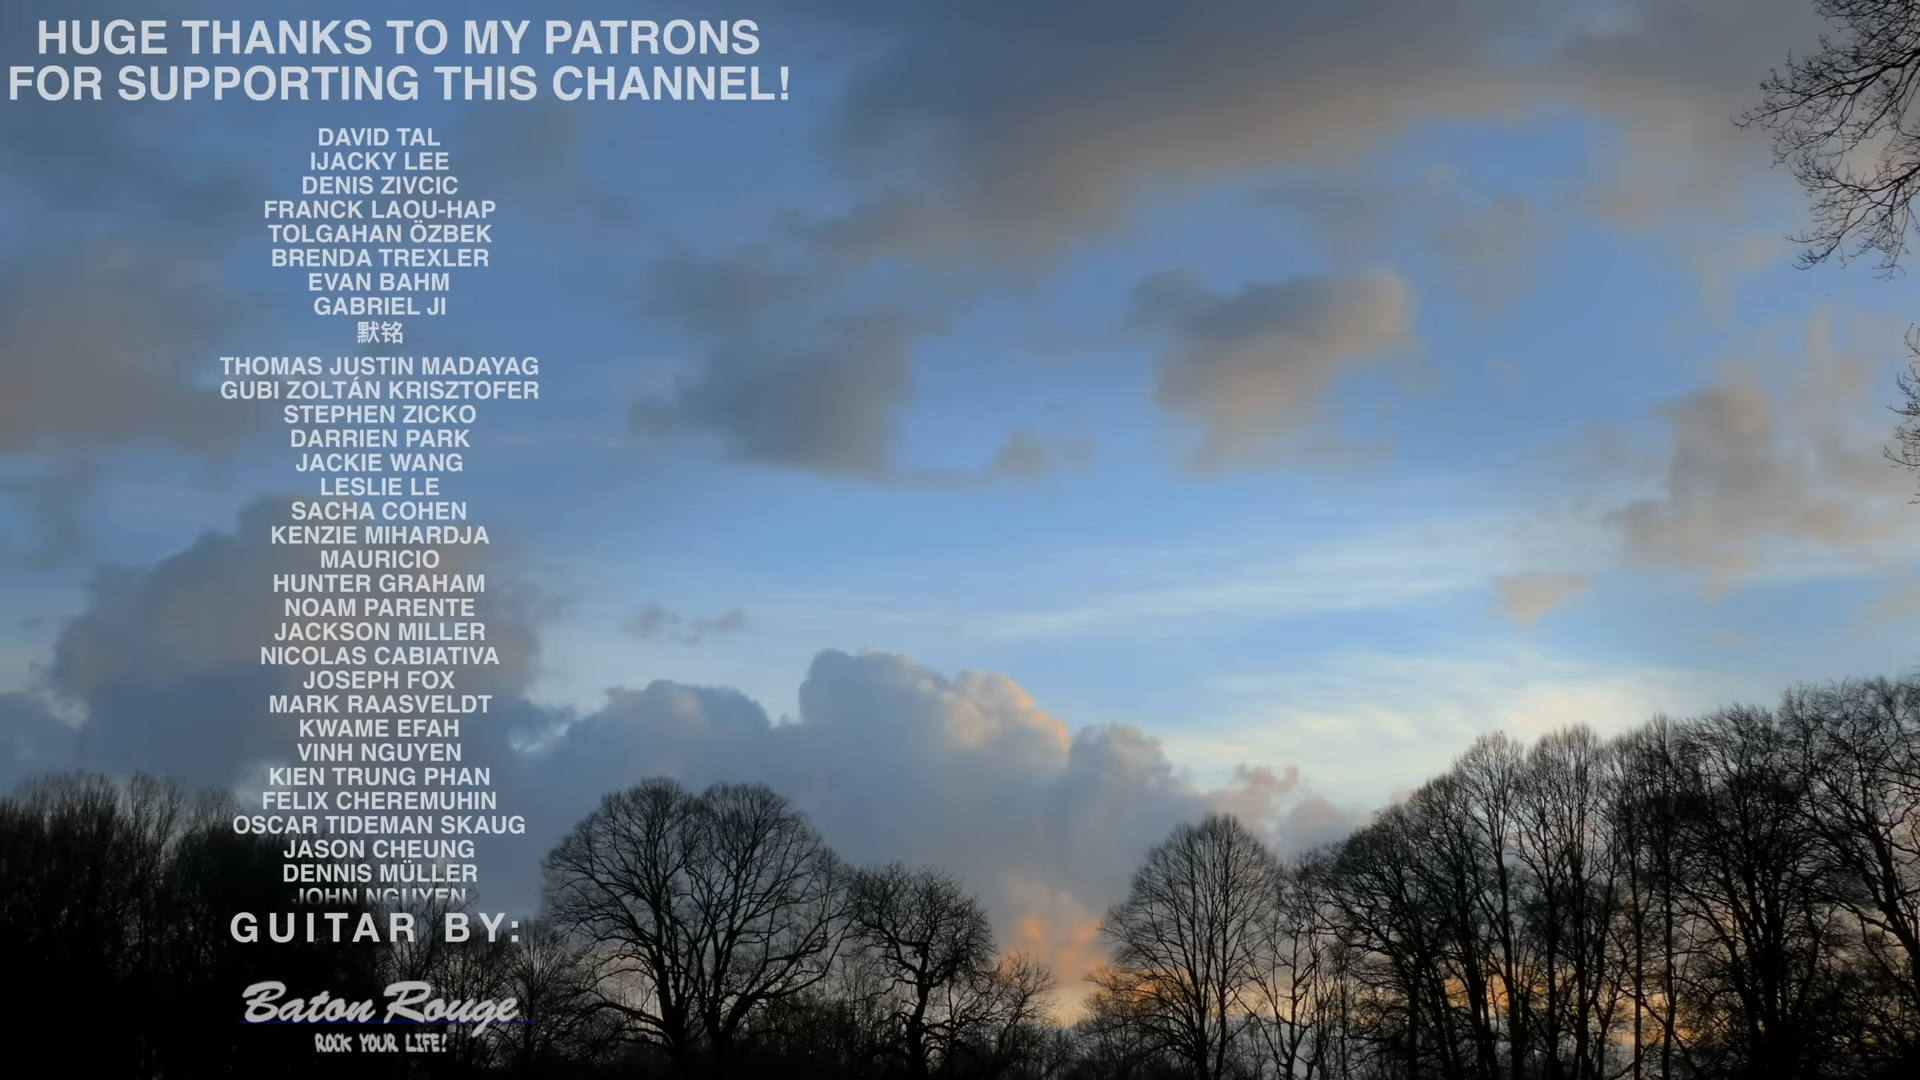 HUGE THANKS TO MY PATRONS
FOR SUPPORTING THIS CHANNEL!
DAVID TAL
IJACKY LEE
DENIS ZIVCIC
FRANCK LAOU-HAP
TOLGAHAN ÖZBEK
BRENDA TREXLER
EVAN BAHM
GABRIEL JI
默铭
THOMAS JUSTIN MADAYAG
GUBI ZOLTÁN KRISZTOFER
STEPHEN ZICKO
DARRIEN PARK
JACKIE WANG
LESLIE LE
SACHA COHEN
KENZIE MIHARDJA
MAURICIO
HUNTER GRAHAM
NOAM PARENTE
JACKSON MILLER
NICOLAS CABIATIVA
JOSEPH FOX
MARK RAASVELDT
KWAME EFAH
VINH NGUYEN
KIEN TRUNG PHAN
FELIX CHEREMUHIN
OSCAR TIDEMAN SKAUG
JASON CHEUNG
DENNIS MÜLLER
JOHN NGUYEN
GUITAR BY:
Baton Rouge
ROCK YOUR LIFE!